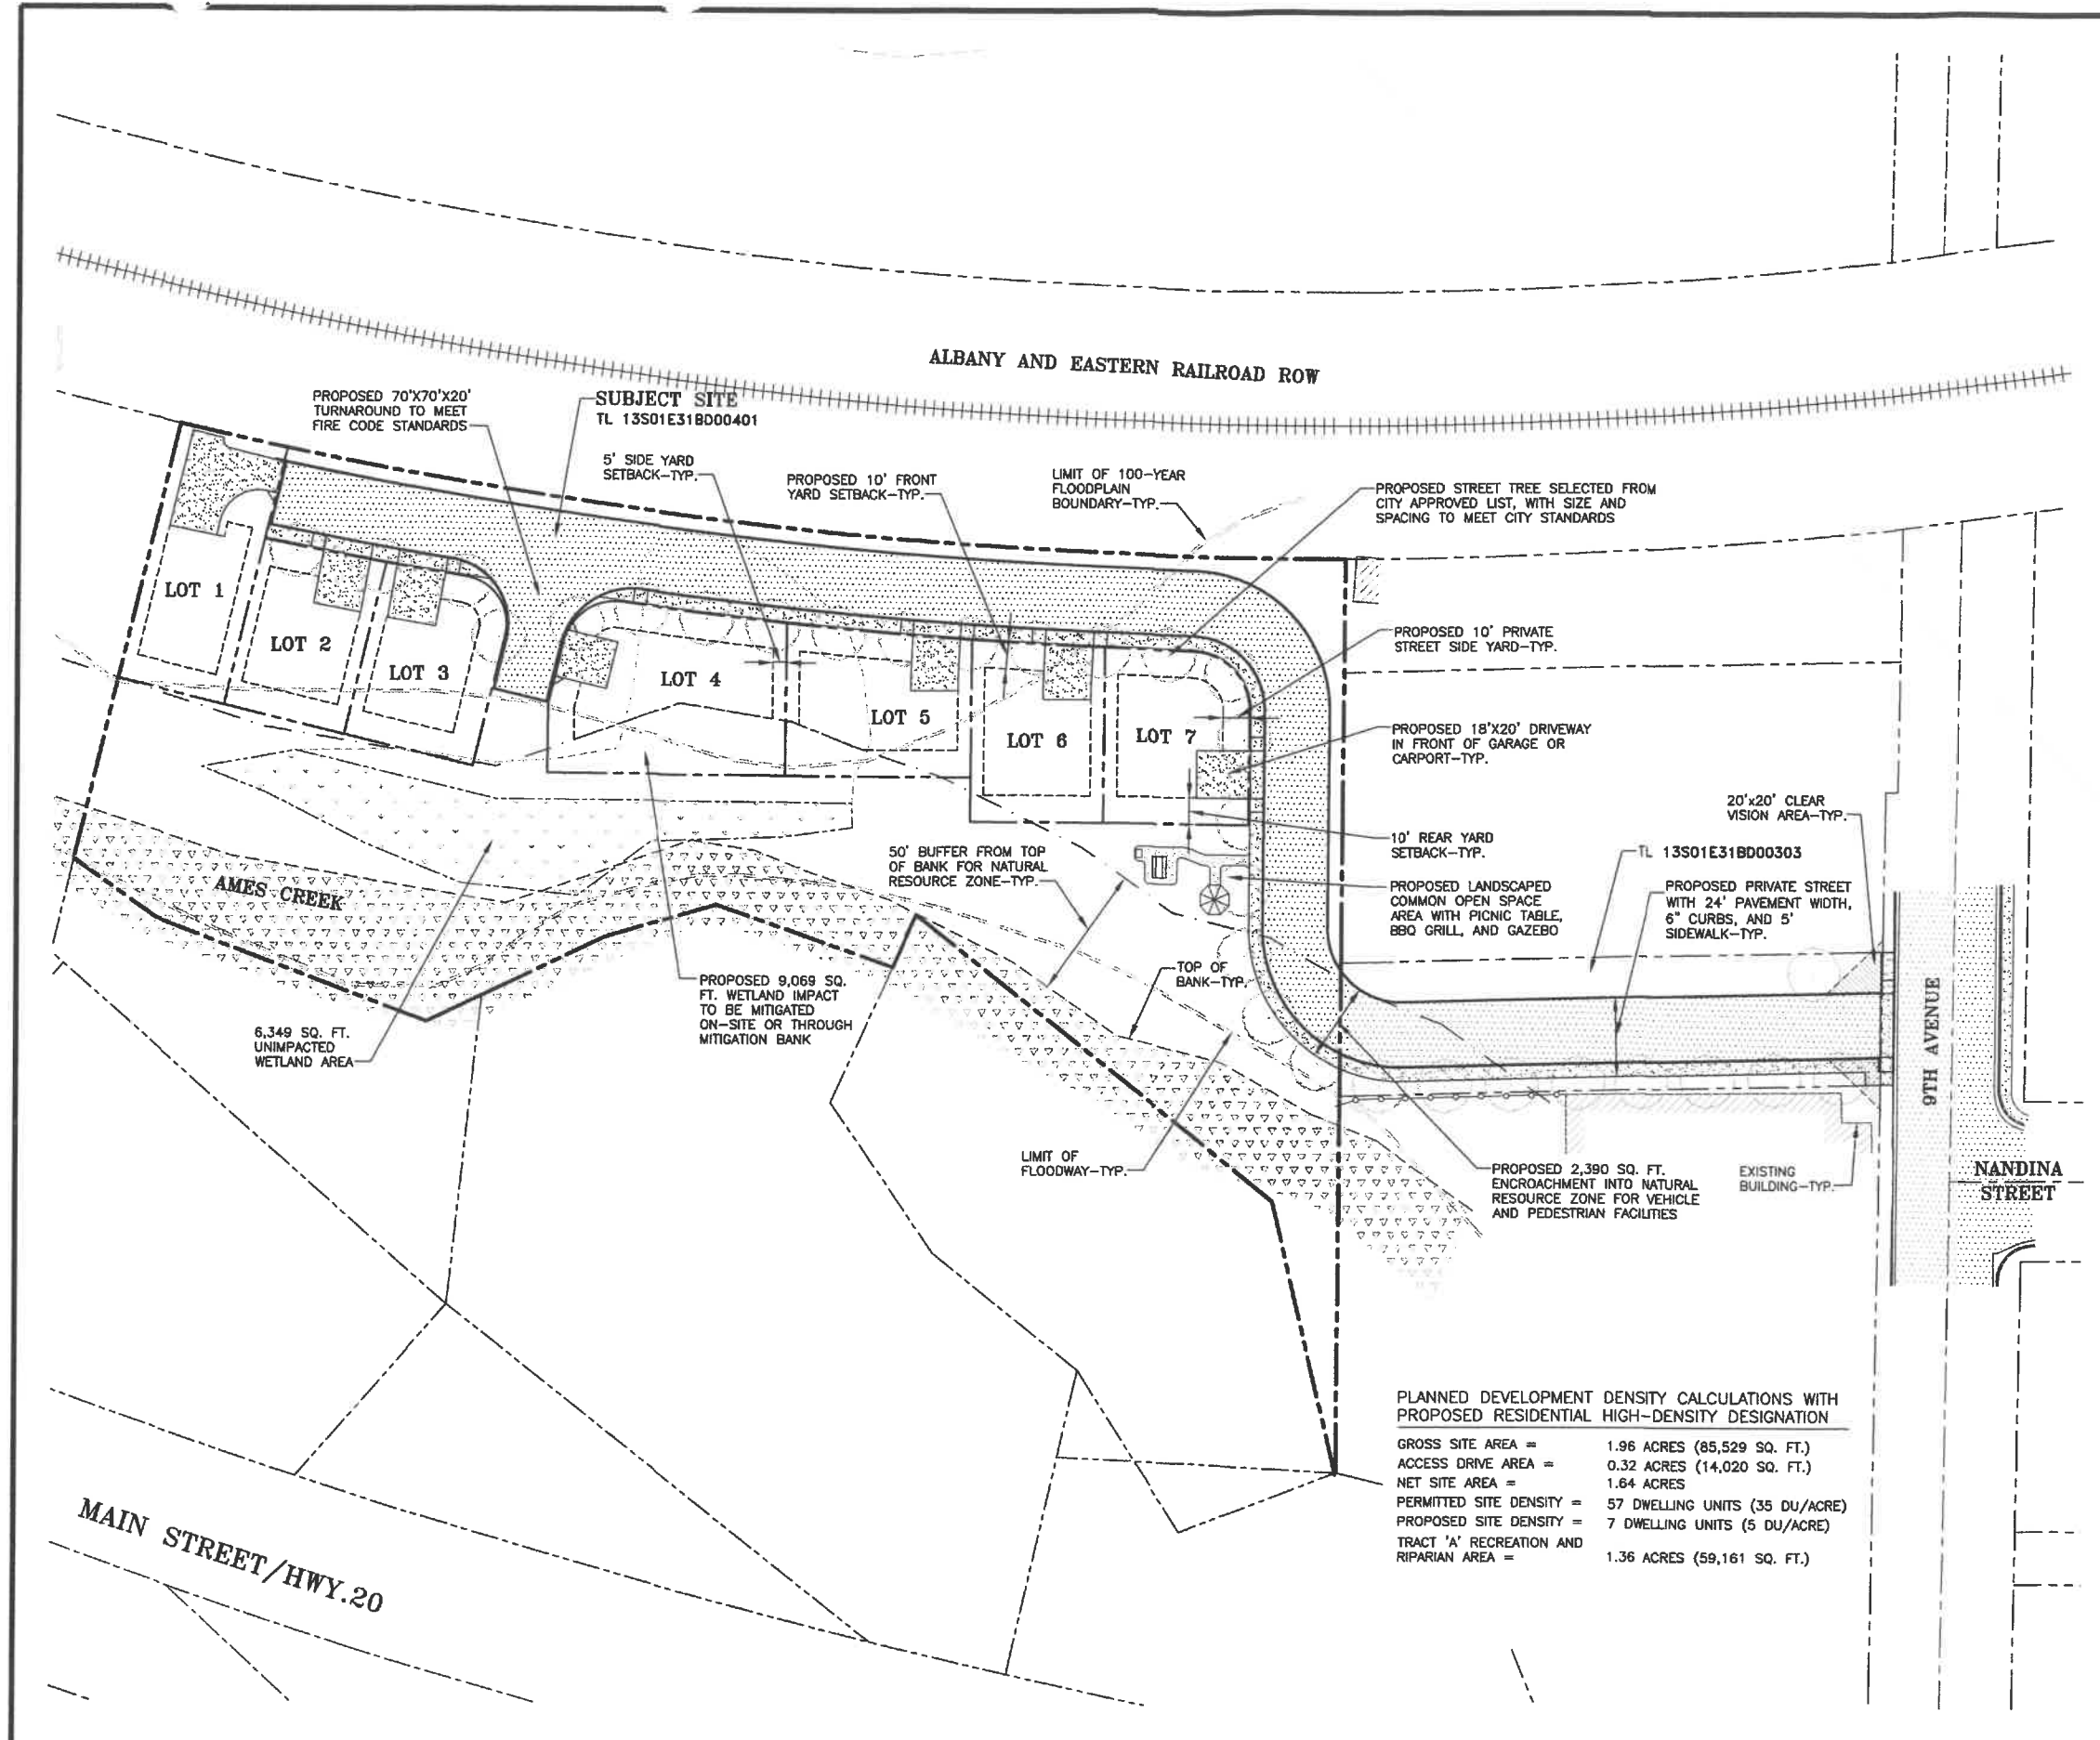 ALBANY AND EASTERN RAILROAD ROW
PROPOSED 70'X70'X20'
TURNAROUND TO MEET
FIRE CODE STANDARDS
SUBJECT SITE
TL 13S01E31BD00401
5' SIDE YARD
SETBACK-TYP.
PROPOSED 10' FRONT
YARD SETBACK-TYP.
LIMIT OF 100-YEAR
FLOODPLAIN
BOUNDARY-TYP.
PROPOSED STREET TREE SELECTED FROM
CITY APPROVED LIST, WITH SIZE AND
SPACING TO MEET CITY STANDARDS
LOT 1
LOT 2
LOT 3
LOT 4
LOT 5
LOT 6
LOT 7
PROPOSED 10' PRIVATE
STREET SIDE YARD-TYP.
PROPOSED 18'X20' DRIVEWAY
IN FRONT OF GARAGE OR
CARPORT-TYP.
20'x20' CLEAR
VISION AREA-TYP.
10' REAR YARD
SETBACK-TYP.
TL 13S01E31BD00303
50' BUFFER FROM TOP
OF BANK FOR NATURAL
RESOURCE ZONE-TYP.
PROPOSED LANDSCAPED
COMMON OPEN SPACE
AREA WITH PICNIC TABLE,
BBQ GRILL, AND GAZEBO
PROPOSED PRIVATE STREET
WITH 24' PAVEMENT WIDTH,
6" CURBS, AND 5'
SIDEWALK-TYP.
AMES CREEK
TOP OF
BANK-TYP.
PROPOSED 9,069 SQ.
FT. WETLAND IMPACT
TO BE MITIGATED
ON-SITE OR THROUGH
MITIGATION BANK
6,349 SQ. FT.
UNIMPACTED
WETLAND AREA
9TH AVENUE
LIMIT OF
FLOODWAY-TYP.
PROPOSED 2,390 SQ. FT.
ENCROACHMENT INTO NATURAL
RESOURCE ZONE FOR VEHICLE
AND PEDESTRIAN FACILITIES
EXISTING
BUILDING-TYP.
NANDINA
STREET
PLANNED DEVELOPMENT DENSITY CALCULATIONS WITH
PROPOSED RESIDENTIAL HIGH-DENSITY DESIGNATION
GROSS SITE AREA = 1.96 ACRES (85,529 SQ. FT.)
ACCESS DRIVE AREA = 0.32 ACRES (14,020 SQ. FT.)
NET SITE AREA = 1.64 ACRES
PERMITTED SITE DENSITY = 57 DWELLING UNITS (35 DU/ACRE)
PROPOSED SITE DENSITY = 7 DWELLING UNITS (5 DU/ACRE)
TRACT 'A' RECREATION AND
RIPARIAN AREA = 1.36 ACRES (59,161 SQ. FT.)
MAIN STREET/HWY.20